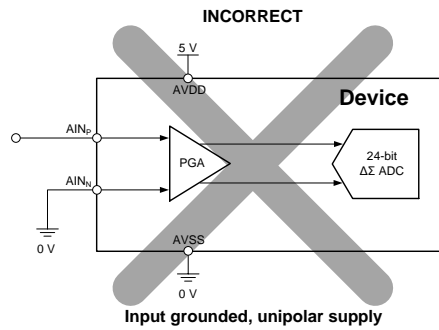 INCORRECT
5 V
AVDD
Device
AINP
PGA
24-bit
ΔΣ ADC
AINN
0 V
AVSS
0 V
Input grounded, unipolar supply